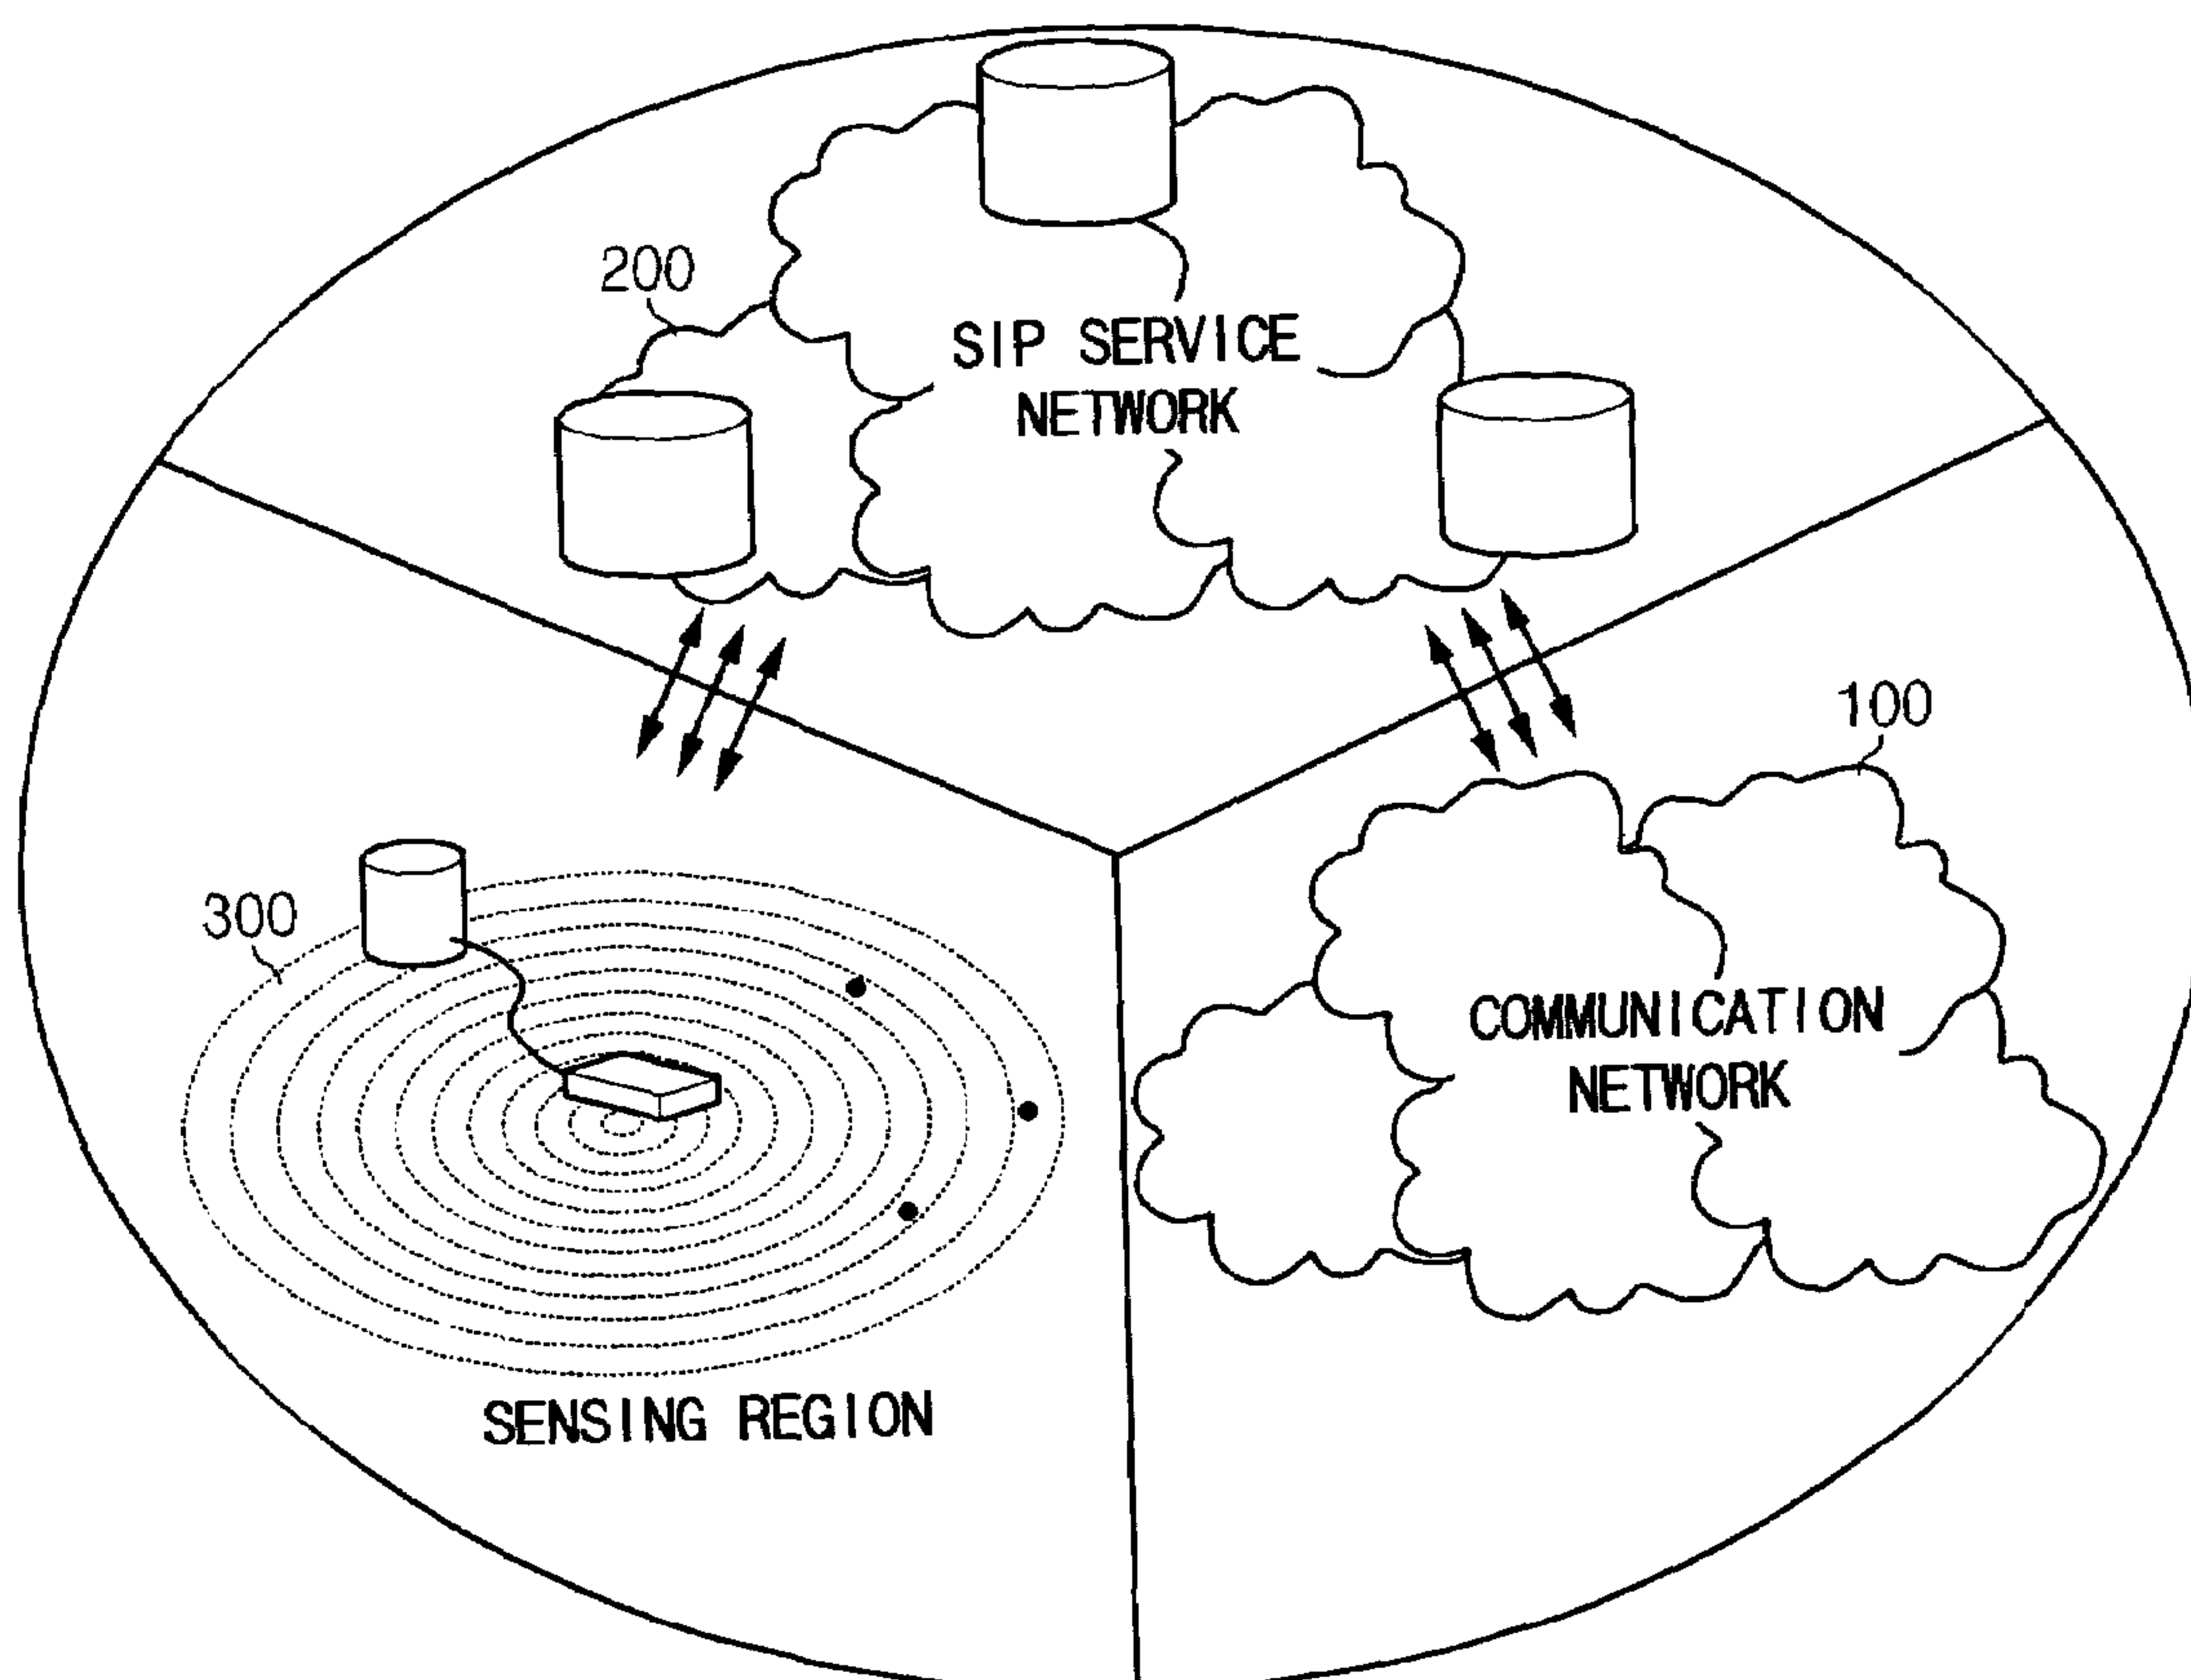 200
SIP SERVICE
NETWORK
100
300
COMMUNICATION
NETWORK
SENSING REGION